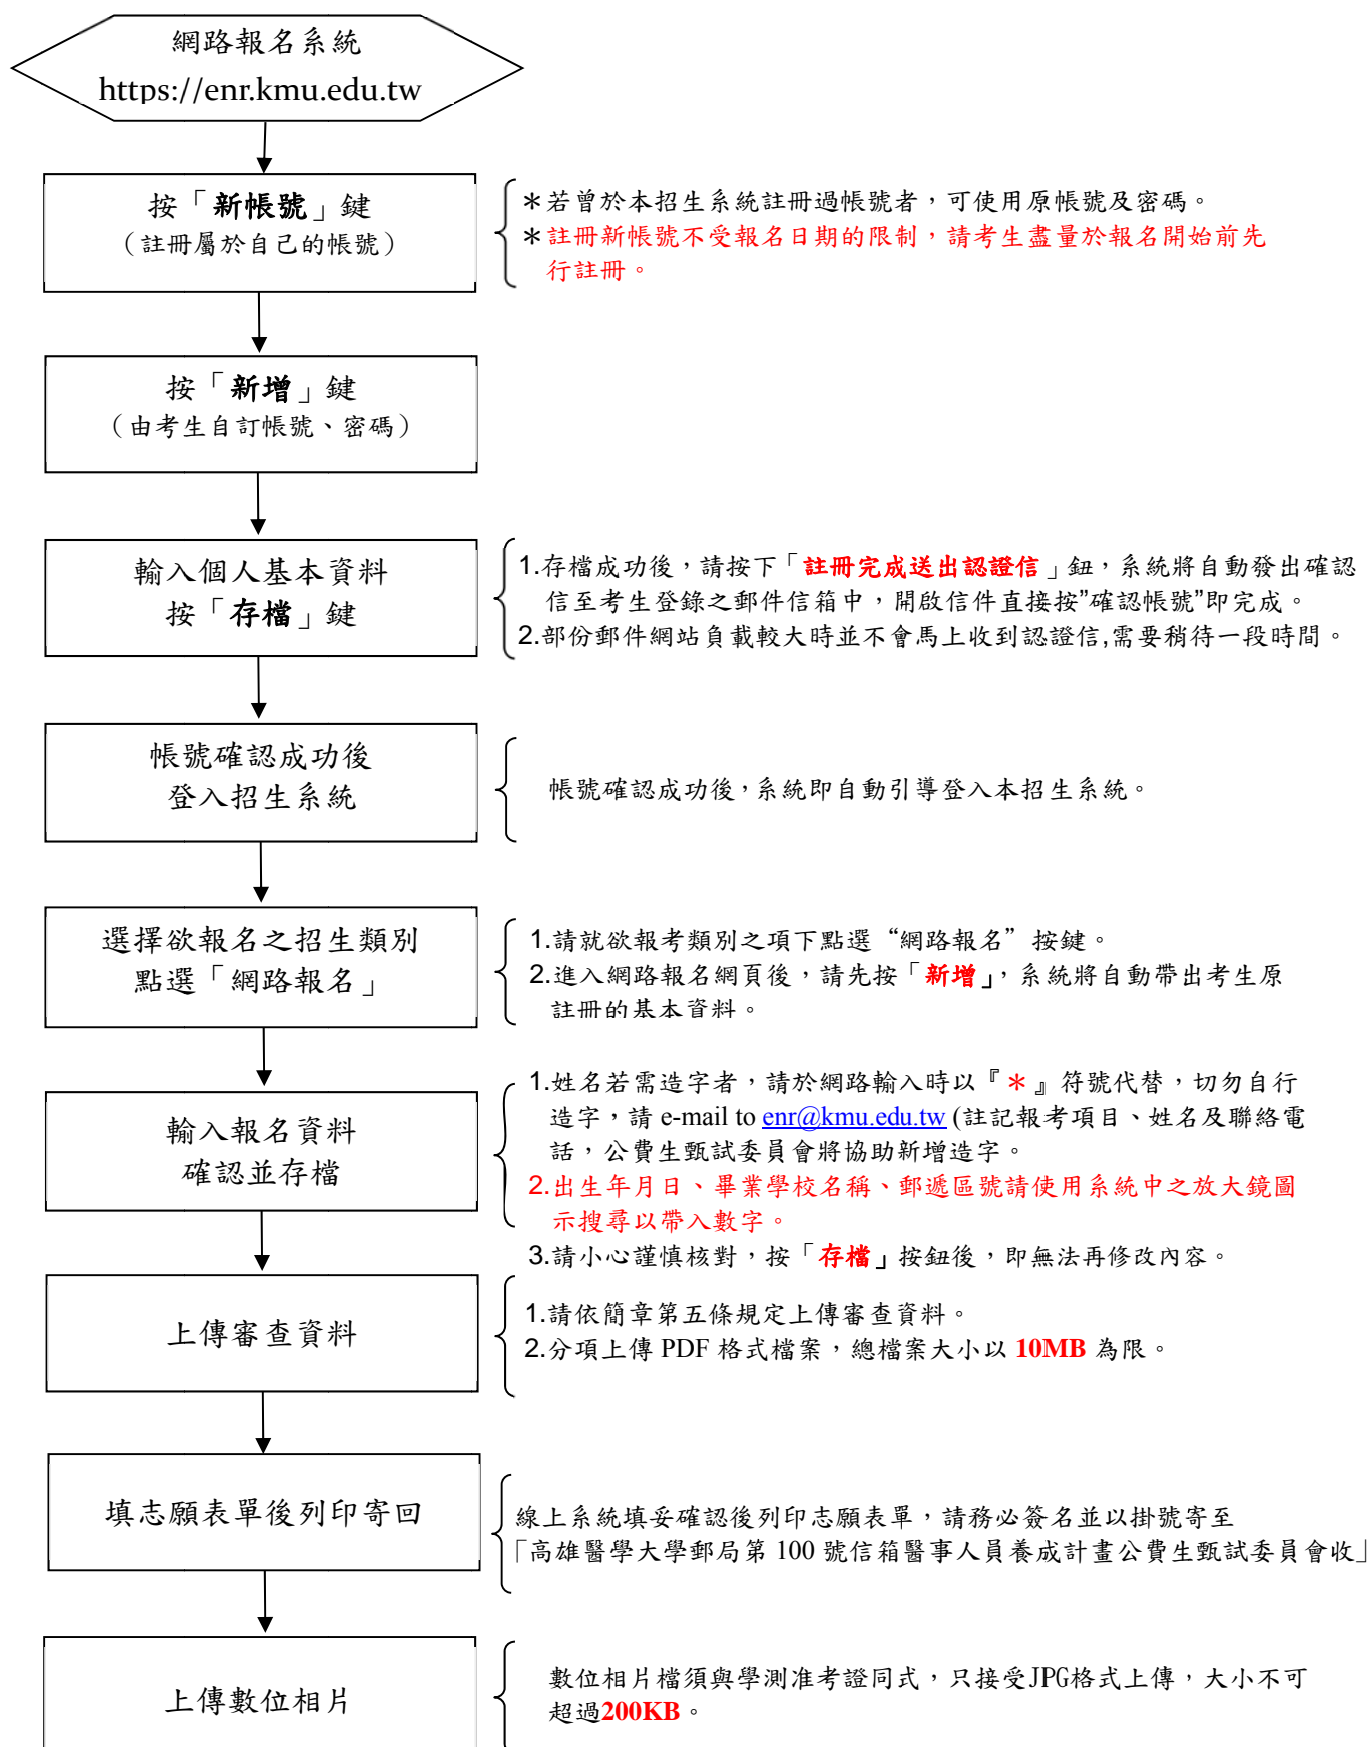 網路報名系統
https://enr.kmu.edu.tw
按「新帳號」鍵
（註冊屬於自己的帳號）
＊若曾於本招生系統註冊過帳號者，可使用原帳號及密碼。
＊註冊新帳號不受報名日期的限制，請考生盡量於報名開始前先
行註冊。
按「新增」鍵
（由考生自訂帳號、密碼）
輸入個人基本資料
按「存檔」鍵
1.存檔成功後，請按下「註冊完成送出認證信」鈕，系統將自動發出確認
信至考生登錄之郵件信箱中，開啟信件直接按”確認帳號”即完成。
2.部份郵件網站負載較大時並不會馬上收到認證信,需要稍待一段時間。
帳號確認成功後
登入招生系統
帳號確認成功後，系統即自動引導登入本招生系統。
選擇欲報名之招生類別
點選「網路報名」
1.請就欲報考類別之項下點選“網路報名”按鍵。
2.進入網路報名網頁後，請先按「新增」，系統將自動帶出考生原
註冊的基本資料。
輸入報名資料
確認並存檔
1.姓名若需造字者，請於網路輸入時以『＊』符號代替，切勿自行
造字，請 e-mail to enr@kmu.edu.tw (註記報考項目、姓名及聯絡電
話，公費生甄試委員會將協助新增造字。
2.出生年月日、畢業學校名稱、郵遞區號請使用系統中之放大鏡圖
示搜尋以帶入數字。
3.請小心謹慎核對，按「存檔」按鈕後，即無法再修改內容。
上傳審查資料
1.請依簡章第五條規定上傳審查資料。
2.分項上傳 PDF 格式檔案，總檔案大小以 10MB 為限。
填志願表單後列印寄回
線上系統填妥確認後列印志願表單，請務必簽名並以掛號寄至
「高雄醫學大學郵局第 100 號信箱醫事人員養成計畫公費生甄試委員會收」
上傳數位相片
數位相片檔須與學測准考證同式，只接受JPG格式上傳，大小不可
超過200KB。